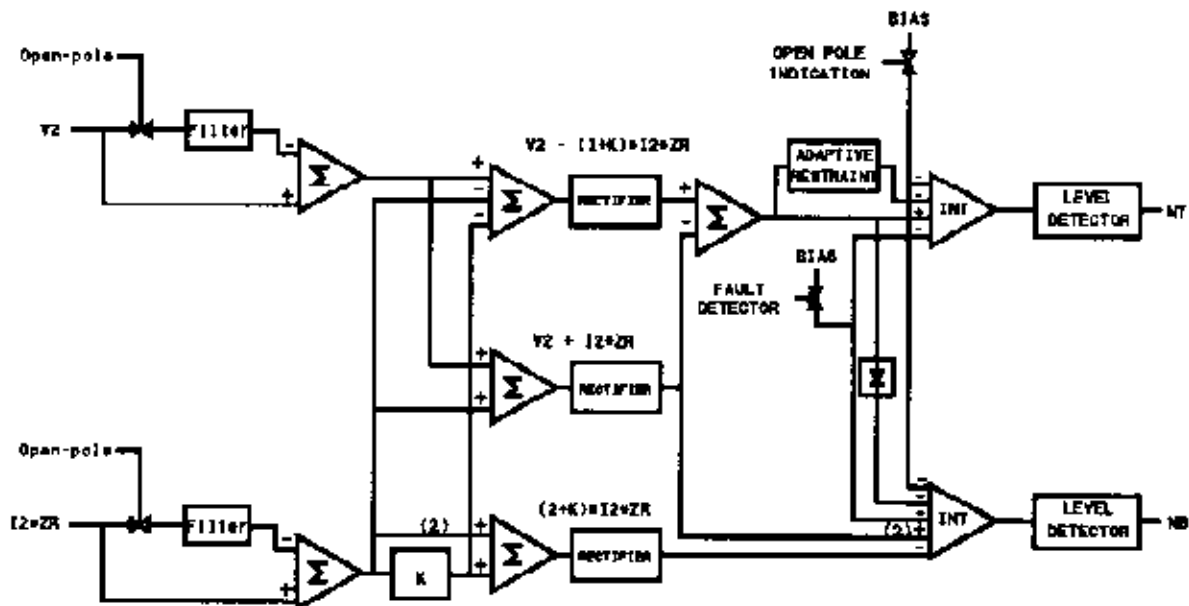 BIAS
Open-pole
OPEN POLE
INDICATION
V2
Filter
-
+
Σ
V2 - (1+K)*I2*ZR
+
-
-
Σ
RECTIFIER
+
-
Σ
ADAPTIVE
RESTRAINT
-
-
+
-
INT
LEVEL
DETECTOR
NT
BIAS
FAULT
DETECTOR
V2 + I2*ZR
+
+
Σ
RECTIFIER
Open-pole
I2*ZR
Filter
-
+
Σ
K
(2)
(2+K)*I2*ZR
+
+
Σ
RECTIFIER
-
-
+
(2)+
-
INT
LEVEL
DETECTOR
NB